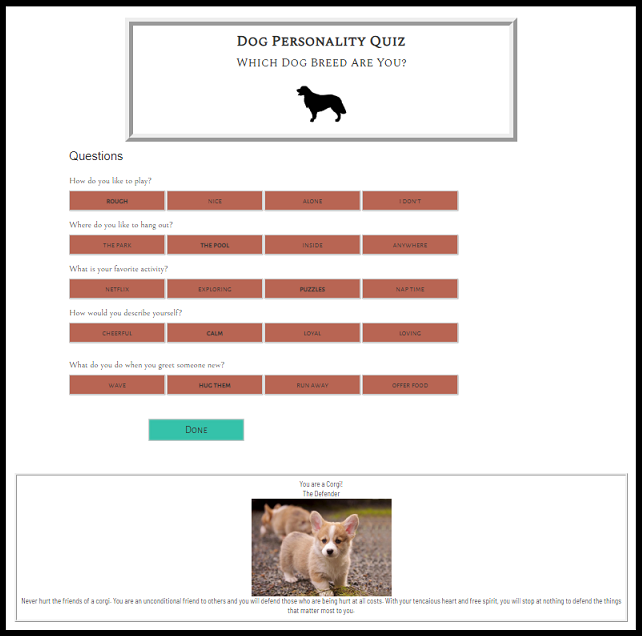 Dog Personality Quiz
Which Dog Breed Are You?
Questions
How do you like to play?
ROUGH NICE ALONE I DON'T
Where do you like to hang out?
THE PARK THE POOL INSIDE ANYWHERE
What is your favorite activity?
NETFLIX EXPLORING PUZZLES NAP TIME
How would you describe yourself?
CHEERFUL CALM LOYAL LOVING
What do you do when you greet someone new?
WAVE HUG THEM RUN AWAY OFFER FOOD
Done
You are a Corgi!
The Defender
Never hurt the friends of a corgi. You are an unconditional friend to others and you will defend those who are being hurt at all costs. With your tencaious heart and free spirit, you will stop at nothing to defend the things
that matter most to you.